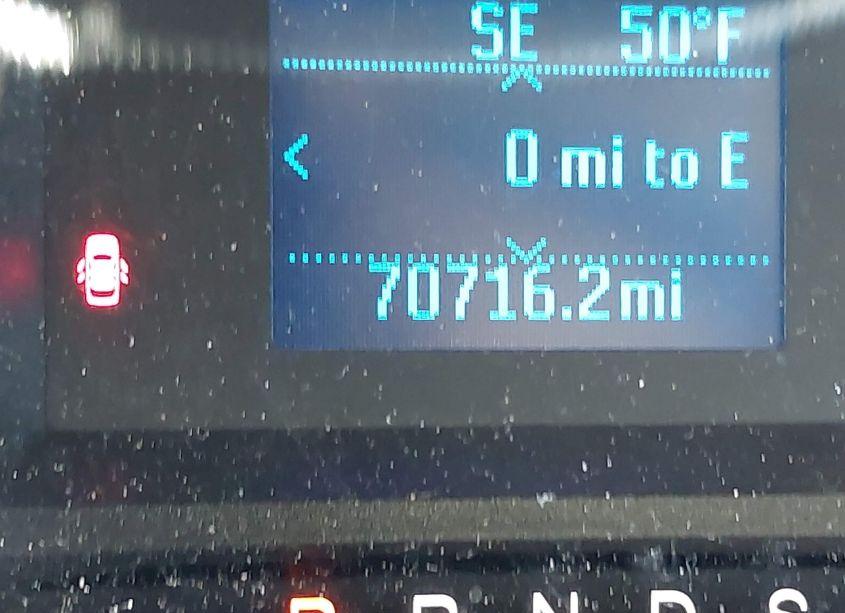 SE 50°F
< 0 mi to E
70716.2mi
P R N D S